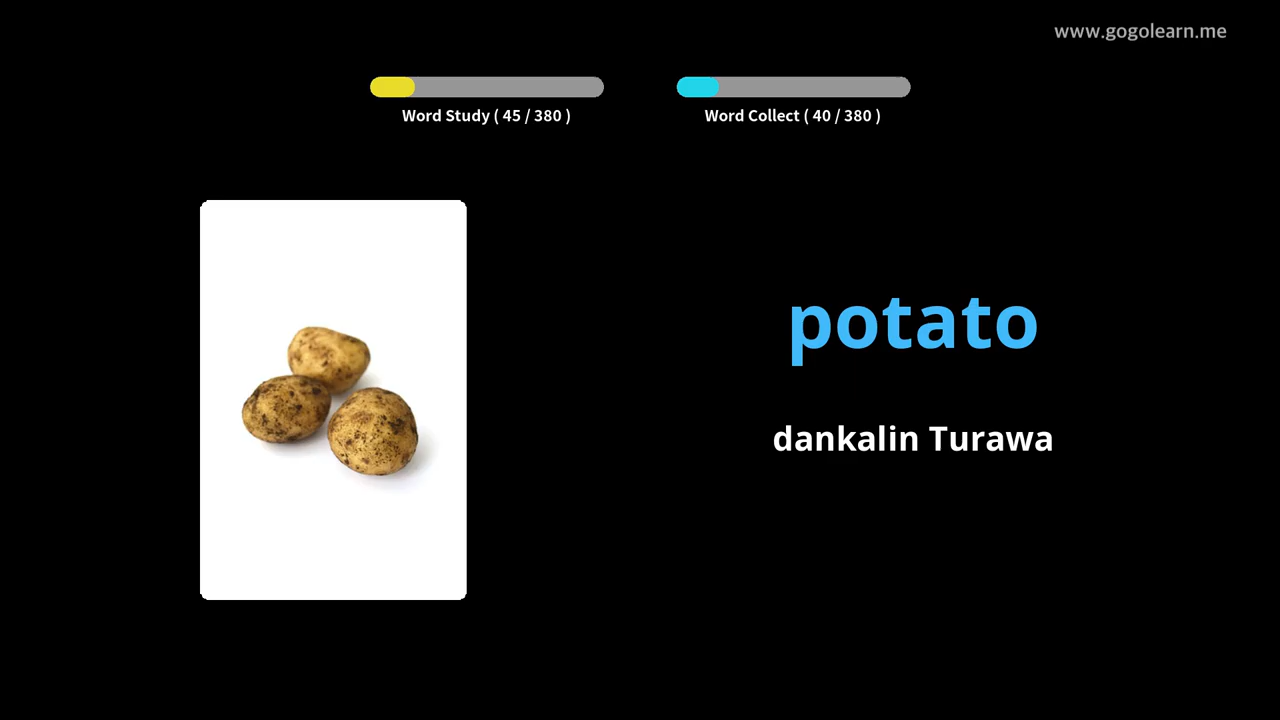 www.gogolearn.me
Word Study ( 45 / 380 )
Word Collect ( 40 / 380 )
potato
dankalin Turawa